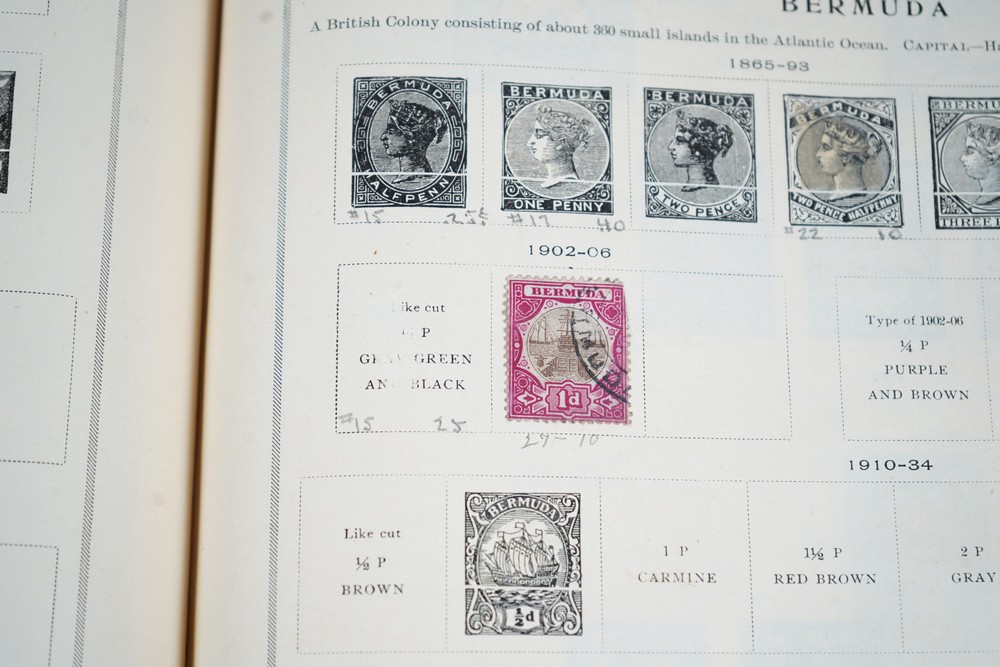 BERMUDA
A British Colony consisting of about 360 small islands in the Atlantic Ocean. CAPITAL—Ha
1865-93
BERMUDA
HALFPENNY
BERMUDA
ONE PENNY
BERMUDA
TWO PENCE
BERMUDA
TWO PENCE HALFPENNY
BERMU
THREE P
#15
#17 40
#22 10
1902-06
Like cut
P
GRAY GREEN
AND BLACK
#15 25
BERMUDA
1d
Type of 1902-06
¼ P
PURPLE
AND BROWN
1910-34
Like cut
½ P
BROWN
BERMUDA
½d
1 P
CARMINE
1½ P
RED BROWN
2 P
GRAY